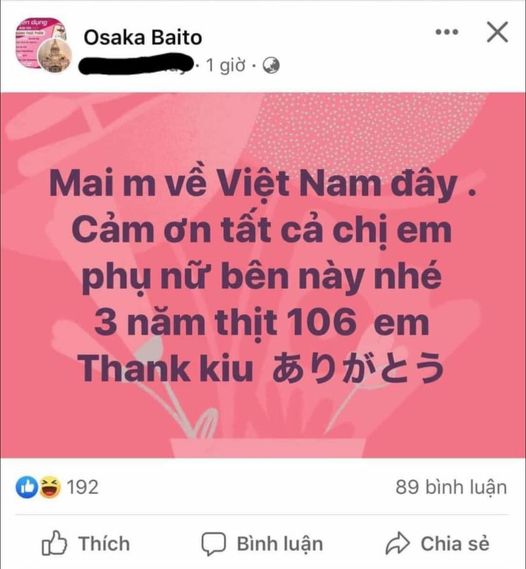 Osaka Baito
1 giờ
Mai m về Việt Nam đây .
Cảm ơn tất cả chị em
phụ nữ bên này nhé
3 năm thịt 106 em
Thank kiu ありがとう
192
89 bình luận
Thích
Bình luận
Chia sẻ